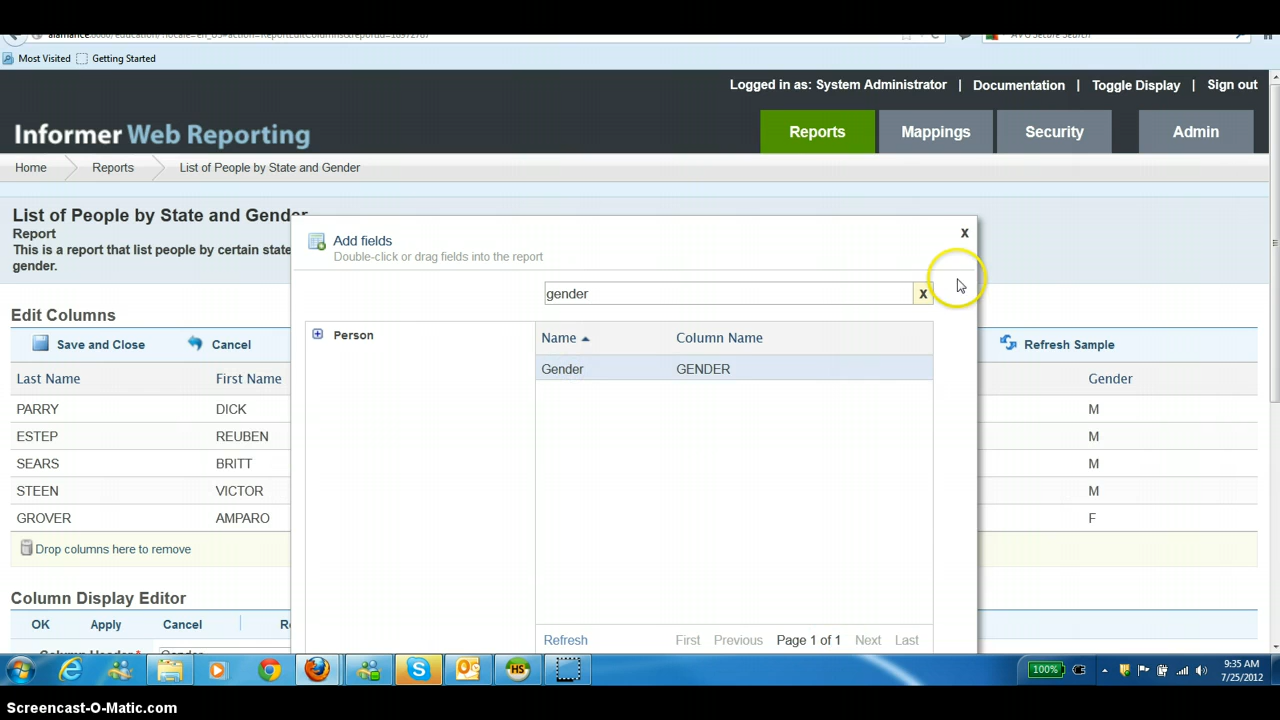 Most Visited Getting Started
Logged in as: System Administrator | Documentation | Toggle Display | Sign out
Informer Web Reporting
Reports Mappings Security Admin
Home Reports List of People by State and Gender
List of People by State and Gender
Report
This is a report that list people by certain state
gender.
Add fields x
Double-click or drag fields into the report
gender x
Edit Columns
Person
Name Column Name
Save and Close Cancel
Refresh Sample
Last Name First Name
Gender
Gender GENDER
PARRY DICK M
ESTEP REUBEN M
SEARS BRITT M
STEEN VICTOR M
GROVER AMPARO F
Drop columns here to remove
Column Display Editor
OK Apply Cancel
Refresh First Previous Page 1 of 1 Next Last
100%
9:35 AM
7/25/2012
HS
Screencast-O-Matic.com